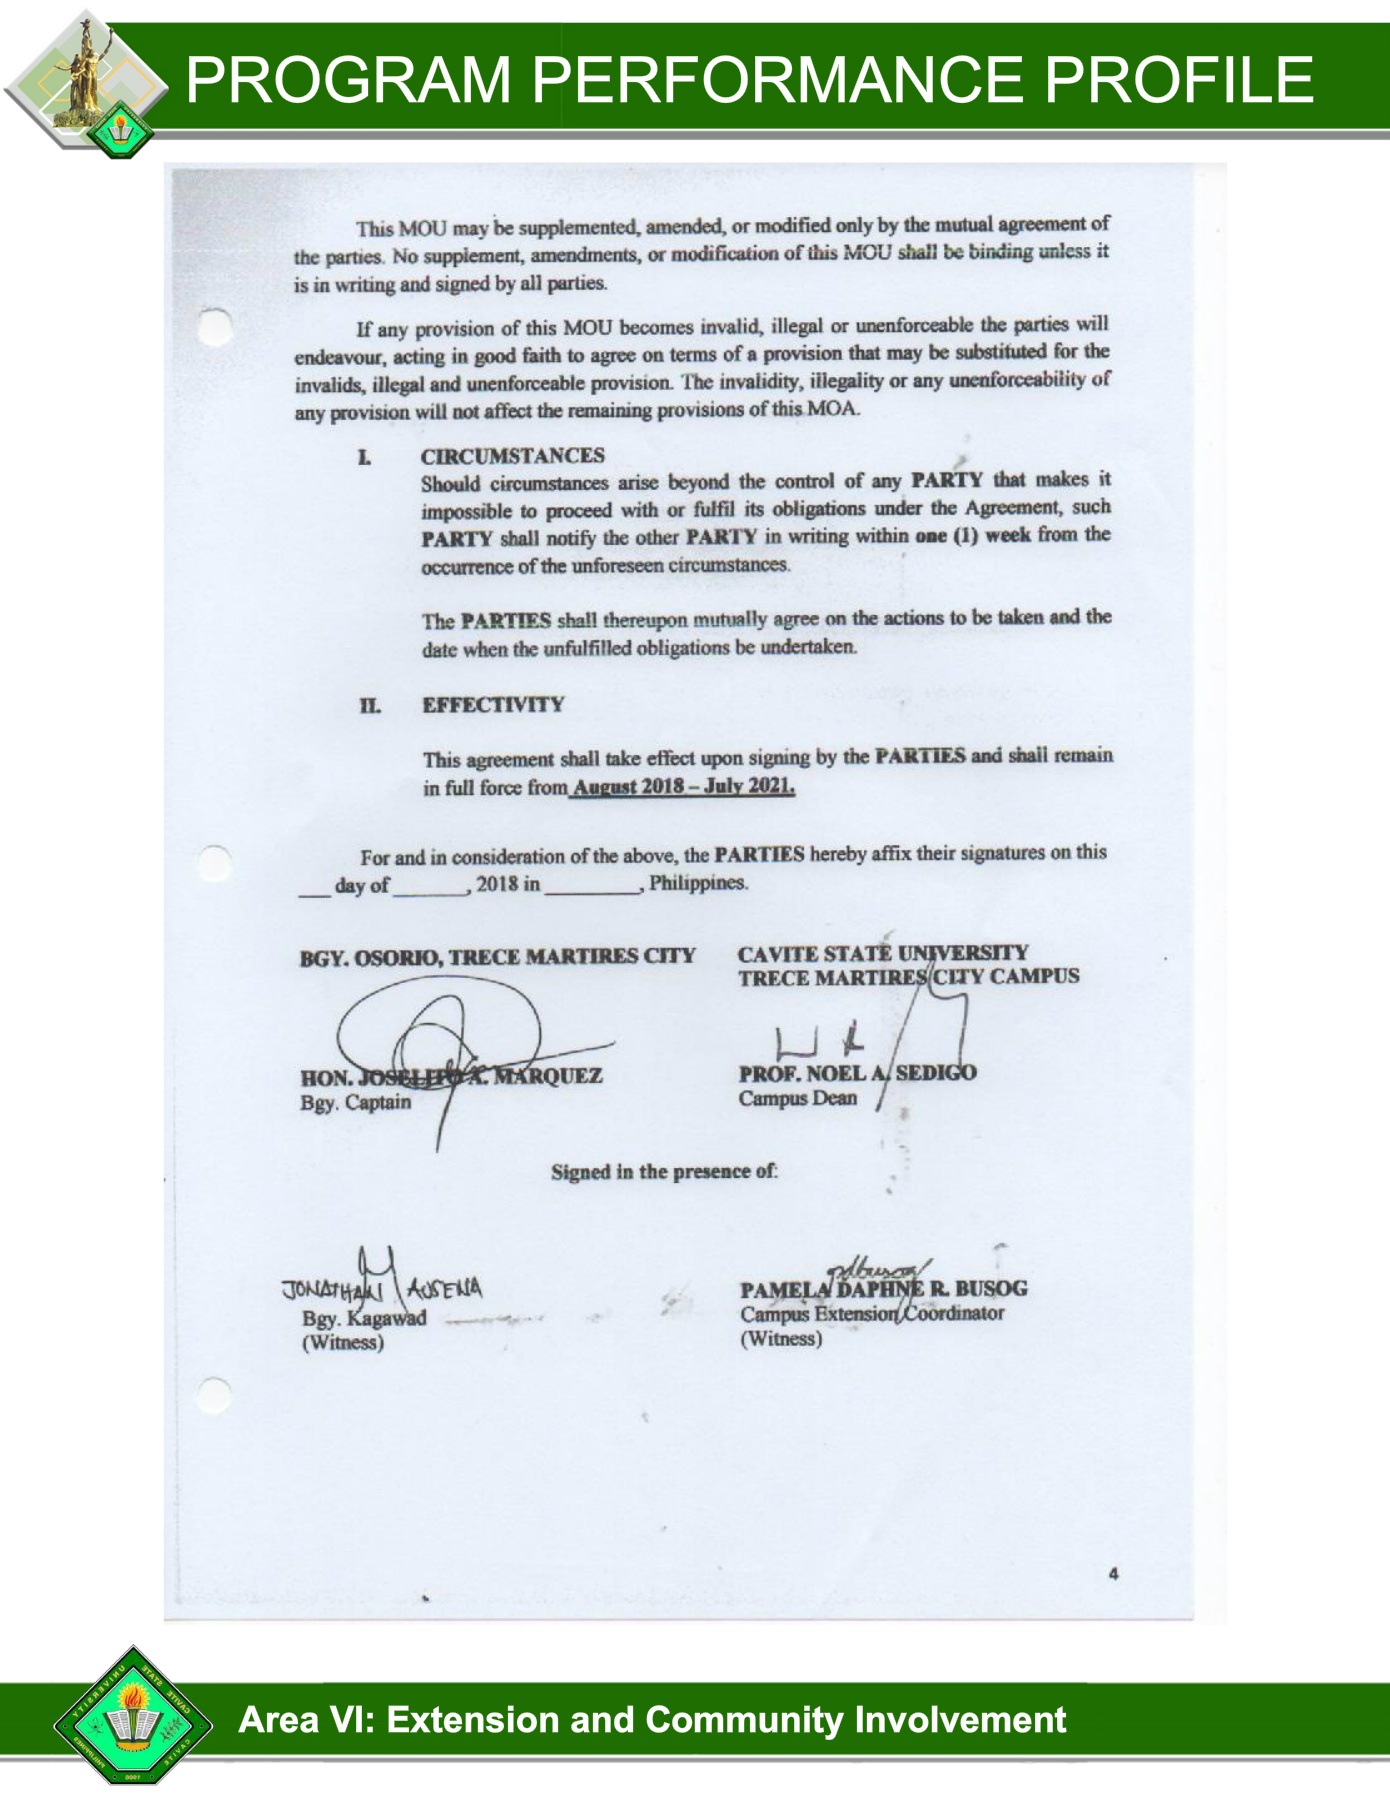 PROGRAM PERFORMANCE PROFILE
This MOU may be supplemented, amended, or modified only by the mutual agreement of
the parties. No supplement, amendments, or modification of this MOU shall be binding unless it
is in writing and signed by all parties.
If any provision of this MOU becomes invalid, illegal or unenforceable the parties will
endeavour, acting in good faith to agree on terms of a provision that may be substituted for the
invalids, illegal and unenforceable provision. The invalidity, illegality or any unenforceability of
any provision will not affect the remaining provisions of this MOA.
I. CIRCUMSTANCES
Should circumstances arise beyond the control of any PARTY that makes it
impossible to proceed with or fulfil its obligations under the Agreement, such
PARTY shall notify the other PARTY in writing within one (1) week from the
occurrence of the unforeseen circumstances.
The PARTIES shall thereupon mutually agree on the actions to be taken and the
date when the unfulfilled obligations be undertaken.
II. EFFECTIVITY
This agreement shall take effect upon signing by the PARTIES and shall remain
in full force from August 2018 – July 2021.
For and in consideration of the above, the PARTIES hereby affix their signatures on this
___ day of _______, 2018 in _________, Philippines.
BGY. OSORIO, TRECE MARTIRES CITY
CAVITE STATE UNIVERSITY
TRECE MARTIRES CITY CAMPUS
HON. JOSELITO A. MARQUEZ
Bgy. Captain
PROF. NOEL A. SEDIGO
Campus Dean
Signed in the presence of:
JONATHAN AUSENA
Bgy. Kagawad
(Witness)
pdbusog
PAMELA DAPHNE R. BUSOG
Campus Extension Coordinator
(Witness)
4
CAVITE STATE UNIVERSITY
CAVITE PHILIPPINES
Area VI: Extension and Community Involvement